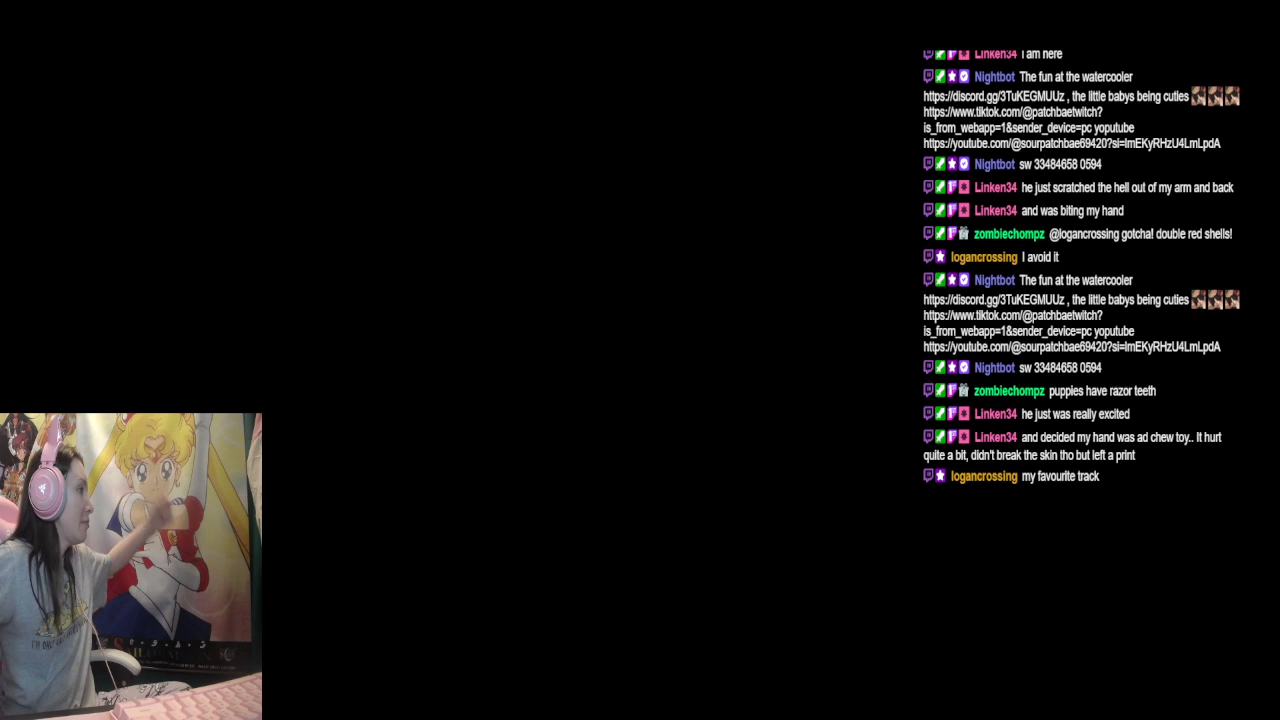 Linken34 I am here
Nightbot The fun at the watercooler
https://discord.gg/3TuKEGMUUz , the little babys being cuties
https://www.tiktok.com/@patchbaetwitch?
is_from_webapp=1&sender_device=pc yoputube
https://youtube.com/@sourpatchbae69420?si=ImEKyRHzU4LmLpdA
Nightbot sw 33484658 0594
Linken34 he just scratched the hell out of my arm and back
Linken34 and was biting my hand
zombiechompz @logancrossing gotcha! double red shells!
logancrossing I avoid it
Nightbot The fun at the watercooler
https://discord.gg/3TuKEGMUUz , the little babys being cuties
https://www.tiktok.com/@patchbaetwitch?
is_from_webapp=1&sender_device=pc yoputube
https://youtube.com/@sourpatchbae69420?si=ImEKyRHzU4LmLpdA
Nightbot sw 33484658 0594
zombiechompz puppies have razor teeth
Linken34 he just was really excited
Linken34 and decided my hand was ad chew toy.. It hurt
quite a bit, didn't break the skin tho but left a print
logancrossing my favourite track